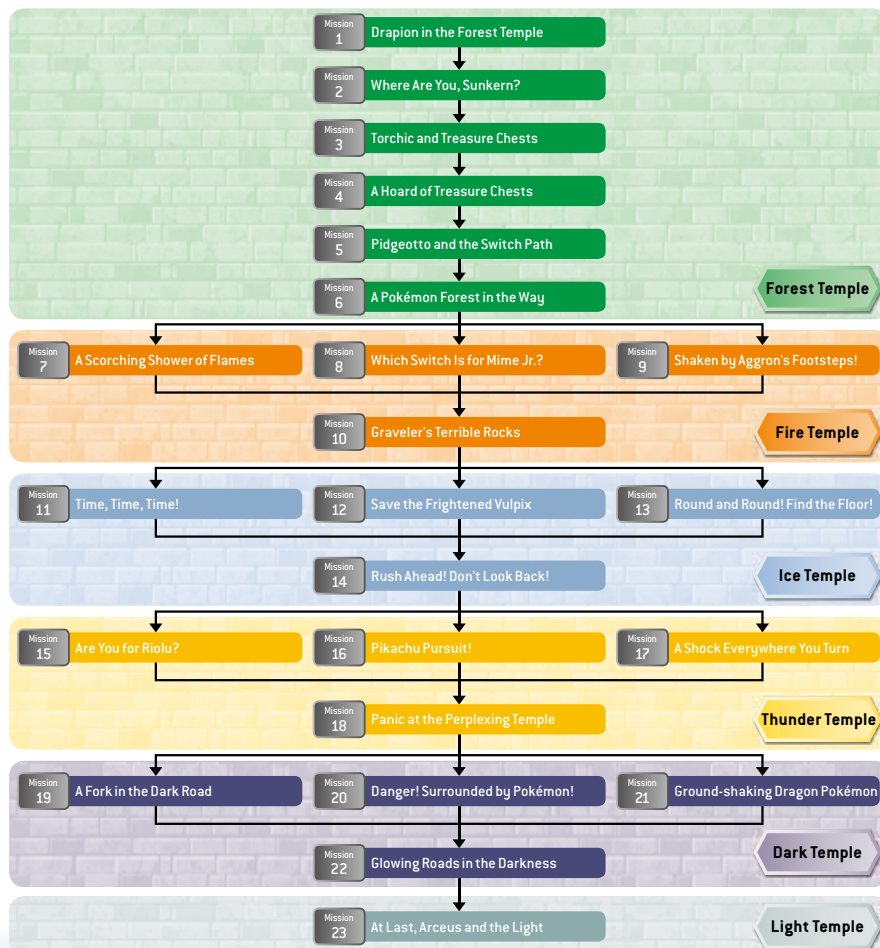 Mission 1 Drapion in the Forest Temple
Mission 2 Where Are You, Sunkern?
Mission 3 Torchic and Treasure Chests
Mission 4 A Hoard of Treasure Chests
Mission 5 Pidgeotto and the Switch Path
Mission 6 A Pokémon Forest in the Way
Forest Temple
Mission 7 A Scorching Shower of Flames
Mission 8 Which Switch Is for Mime Jr.?
Mission 9 Shaken by Aggron's Footsteps!
Mission 10 Graveler's Terrible Rocks
Fire Temple
Mission 11 Time, Time, Time!
Mission 12 Save the Frightened Vulpix
Mission 13 Round and Round! Find the Floor!
Mission 14 Rush Ahead! Don't Look Back!
Ice Temple
Mission 15 Are You for Riolu?
Mission 16 Pikachu Pursuit!
Mission 17 A Shock Everywhere You Turn
Mission 18 Panic at the Perplexing Temple
Thunder Temple
Mission 19 A Fork in the Dark Road
Mission 20 Danger! Surrounded by Pokémon!
Mission 21 Ground-shaking Dragon Pokémon
Mission 22 Glowing Roads in the Darkness
Dark Temple
Mission 23 At Last, Arceus and the Light
Light Temple